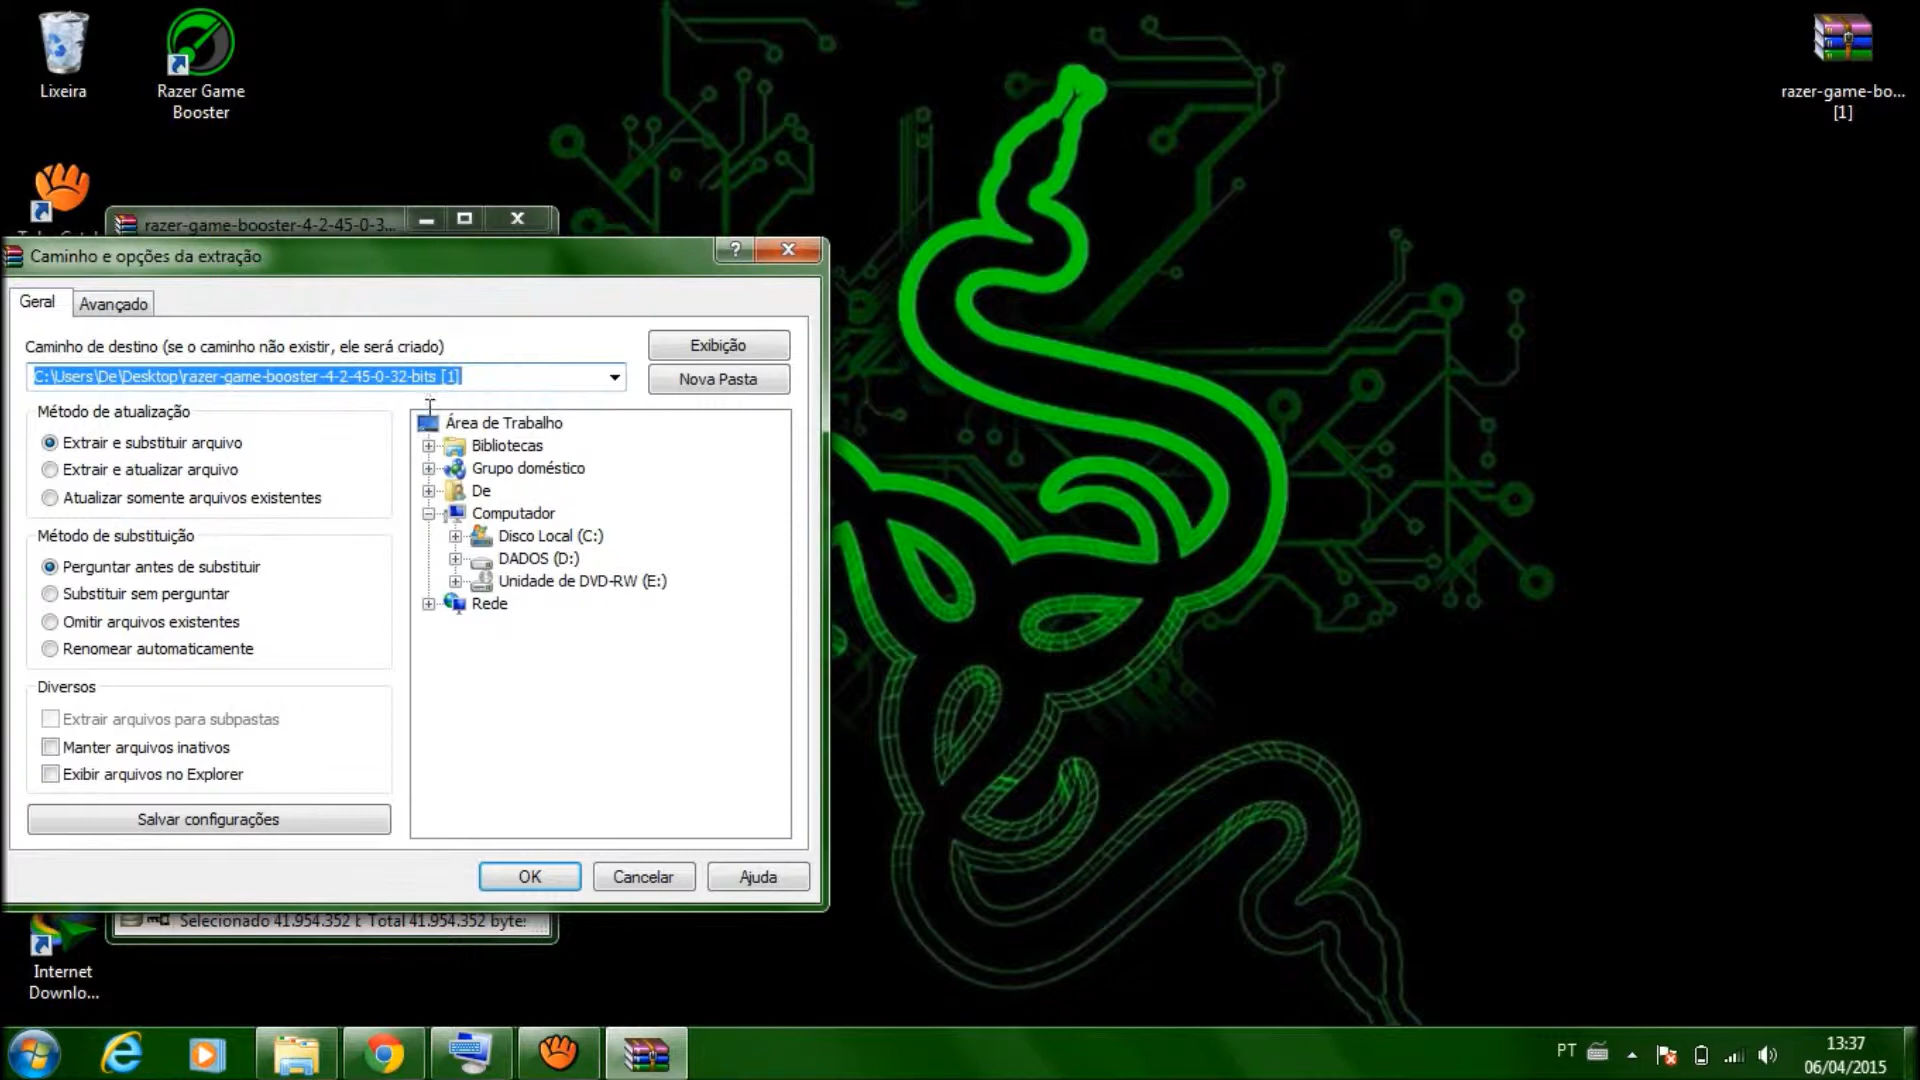 Lixeira
Razer Game
Booster
razer-game-bo...
[1]
razer-game-booster-4-2-45-0-3...
Caminho e opções da extração
Geral
Avançado
Caminho de destino (se o caminho não existir, ele será criado)
Exibição
C:\Users\De\Desktop\razer-game-booster-4-2-45-0-32-bits [1]
Nova Pasta
Método de atualização
Extrair e substituir arquivo
Extrair e atualizar arquivo
Atualizar somente arquivos existentes
Método de substituição
Perguntar antes de substituir
Substituir sem perguntar
Omitir arquivos existentes
Renomear automaticamente
Diversos
Extrair arquivos para subpastas
Manter arquivos inativos
Exibir arquivos no Explorer
Salvar configurações
Área de Trabalho
Bibliotecas
Grupo doméstico
De
Computador
Disco Local (C:)
DADOS (D:)
Unidade de DVD-RW (E:)
Rede
OK
Cancelar
Ajuda
Selecionado 41.954.352 b
Total 41.954.352 byte:
Internet
Downlo...
PT
13:37
06/04/2015